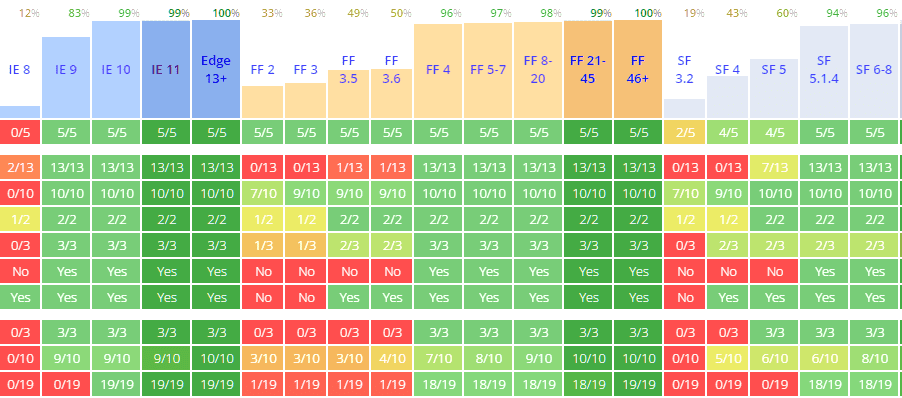 12% 83% 99% 99% 100% 33% 36% 49% 50% 96% 97% 98% 99% 100% 19% 43% 60% 94% 96%
IE 8 IE 9 IE 10 IE 11 Edge 13+ FF 2 FF 3 FF 3.5 FF 3.6 FF 4 FF 5-7 FF 8-20 FF 21-45 FF 46+ SF 3.2 SF 4 SF 5 SF 5.1.4 SF 6-8
0/5 5/5 5/5 5/5 5/5 5/5 5/5 5/5 5/5 5/5 5/5 5/5 5/5 5/5 2/5 4/5 4/5 5/5 5/5
2/13 13/13 13/13 13/13 13/13 0/13 0/13 1/13 1/13 13/13 13/13 13/13 13/13 13/13 0/13 0/13 7/13 13/13 13/13
0/10 10/10 10/10 10/10 10/10 7/10 9/10 9/10 9/10 10/10 10/10 10/10 10/10 10/10 7/10 9/10 10/10 10/10 10/10
1/2 2/2 2/2 2/2 2/2 1/2 1/2 2/2 2/2 2/2 2/2 2/2 2/2 2/2 1/2 1/2 2/2 2/2 2/2
0/3 3/3 3/3 3/3 3/3 1/3 1/3 2/3 2/3 3/3 3/3 3/3 3/3 3/3 0/3 2/3 2/3 2/3 2/3
No Yes Yes Yes Yes No No No No Yes Yes Yes Yes Yes No No No Yes Yes
Yes Yes Yes Yes Yes No No Yes Yes Yes Yes Yes Yes Yes No Yes Yes Yes Yes
0/3 3/3 3/3 3/3 3/3 0/3 0/3 0/3 0/3 3/3 3/3 3/3 3/3 3/3 0/3 0/3 3/3 3/3 3/3
0/10 9/10 9/10 9/10 10/10 3/10 3/10 3/10 4/10 7/10 8/10 9/10 10/10 10/10 0/10 5/10 6/10 6/10 8/10
0/19 0/19 19/19 19/19 19/19 1/19 1/19 1/19 1/19 18/19 18/19 18/19 18/19 19/19 0/19 0/19 0/19 18/19 18/19